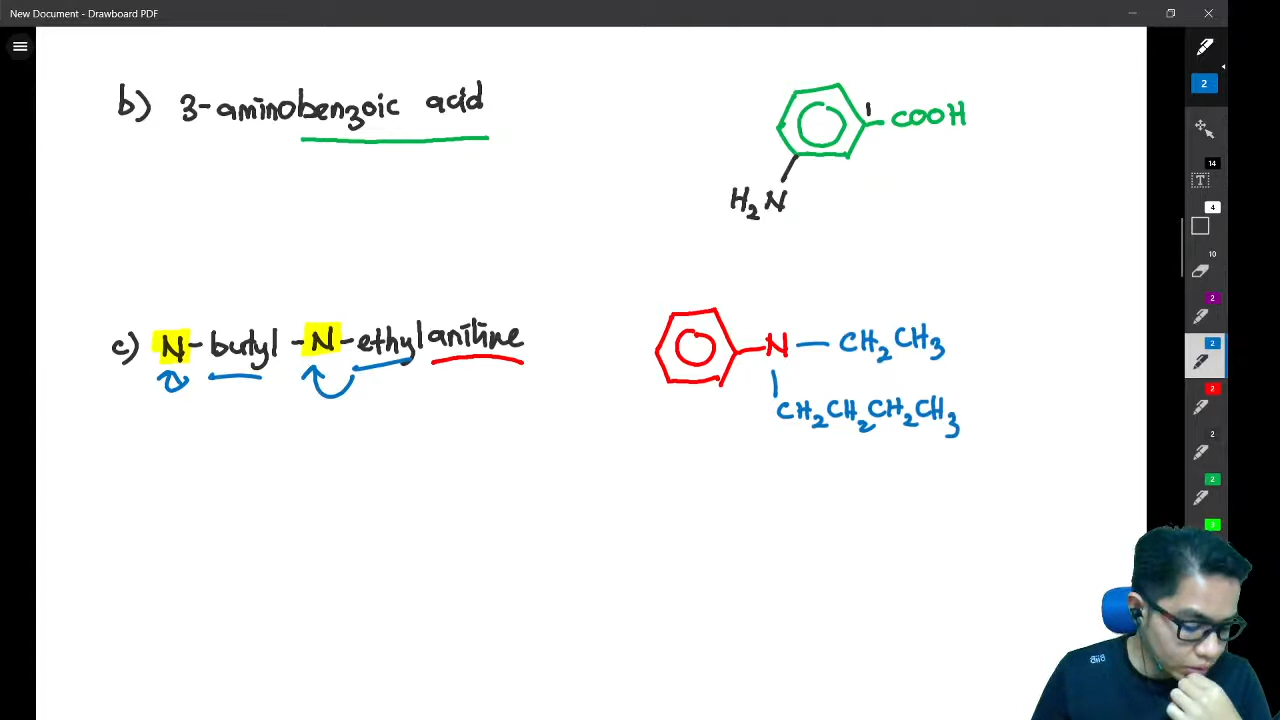 New Document - Drawboard PDF
2
b) 3-aminobenzoic acid
1
COOH
H2N
14
T
4
10
2
c) N-butyl-N-ethylaniline
N — CH2CH3
CH2CH2CH2CH3
2
2
2
2
3